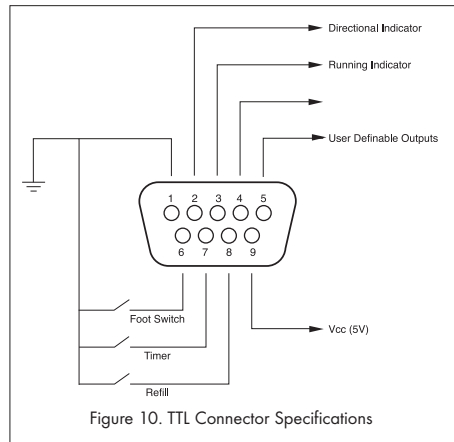 Directional Indicator
Running Indicator
User Definable Outputs
1 2 3 4 5
6 7 8 9
Foot Switch
Vcc (5V)
Timer
Refill
Figure 10. TTL Connector Specifications